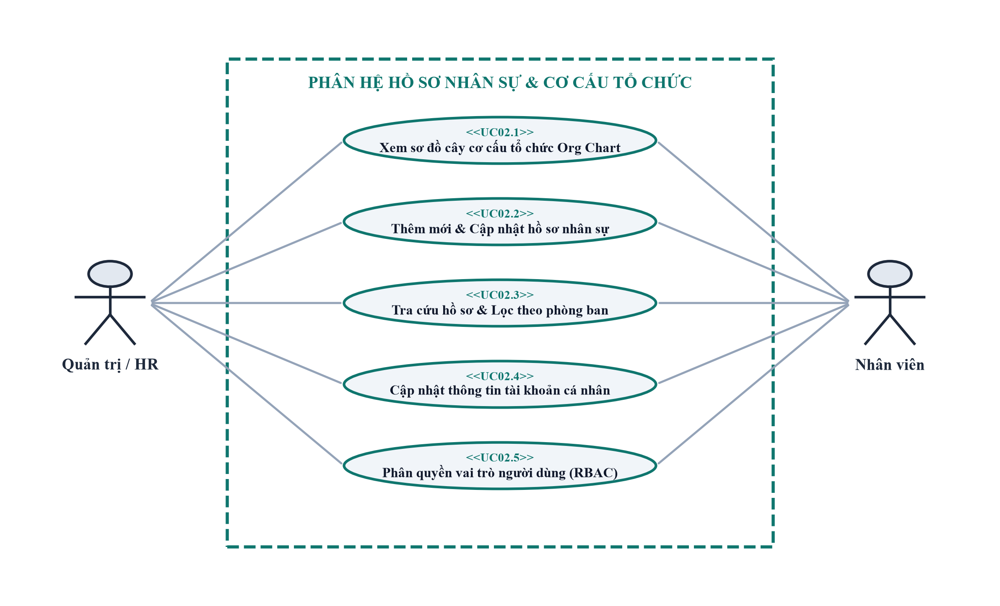 PHÂN HỆ HỒ SƠ NHÂN SỰ & CƠ CẤU TỔ CHỨC
<<UC02.1>>
Xem sơ đồ cây cơ cấu tổ chức Org Chart
<<UC02.2>>
Thêm mới & Cập nhật hồ sơ nhân sự
<<UC02.3>>
Tra cứu hồ sơ & Lọc theo phòng ban
Quản trị / HR
Nhân viên
<<UC02.4>>
Cập nhật thông tin tài khoản cá nhân
<<UC02.5>>
Phân quyền vai trò người dùng (RBAC)